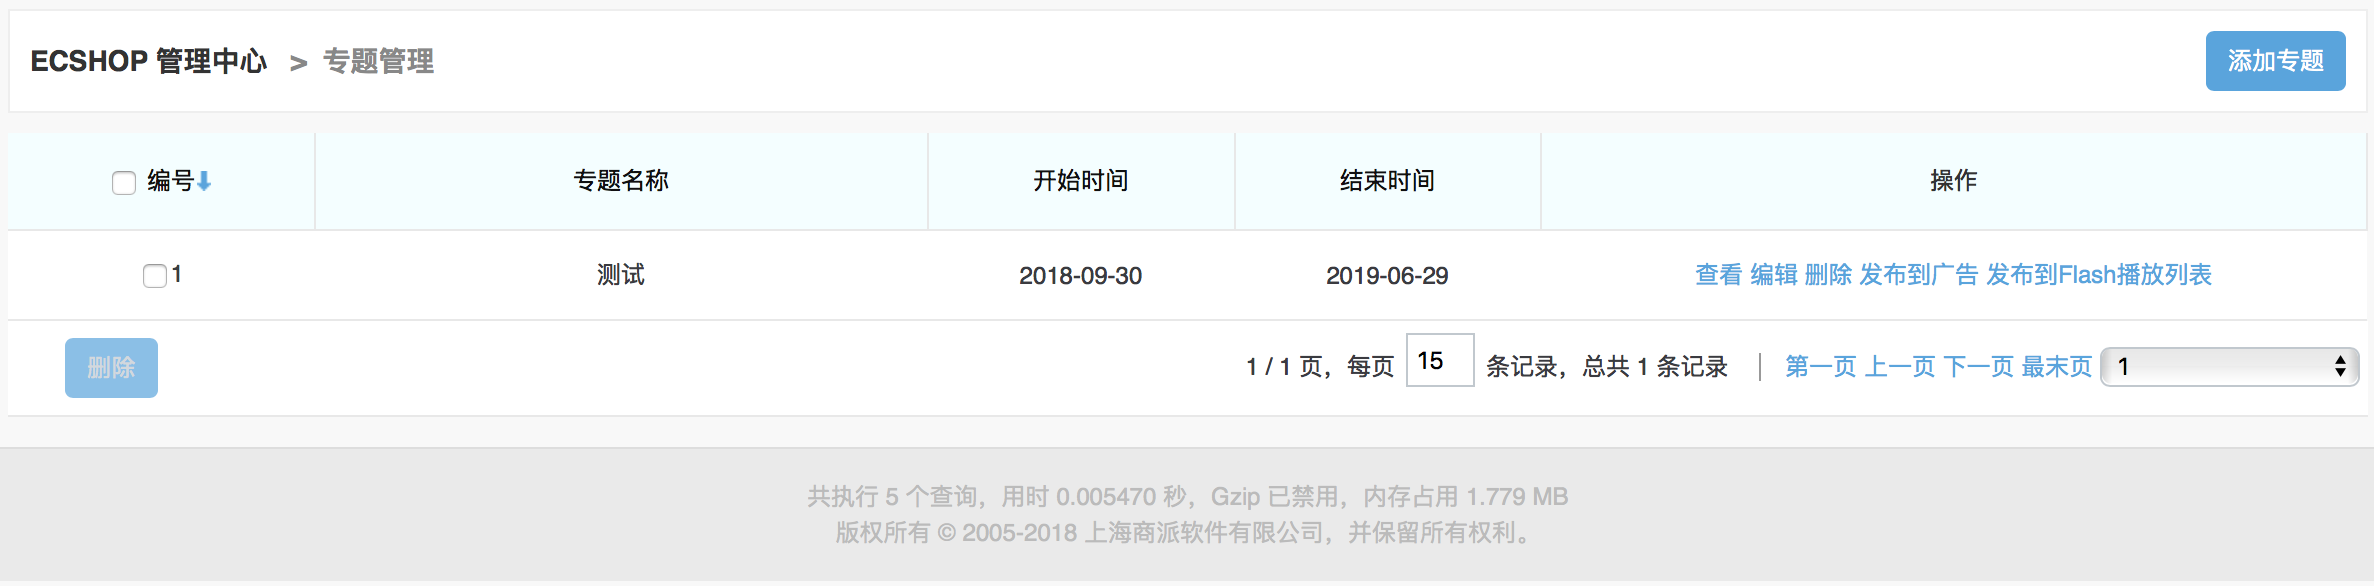 ECSHOP 管理中心 > 专题管理
添加专题
编号 专题名称 开始时间 结束时间 操作
1 测试 2018-09-30 2019-06-29 查看 编辑 删除 发布到广告 发布到Flash播放列表
删除 1 / 1 页，每页 15 条记录，总共 1 条记录 | 第一页 上一页 下一页 最末页 1
共执行 5 个查询，用时 0.005470 秒，Gzip 已禁用，内存占用 1.779 MB
版权所有 © 2005-2018 上海商派软件有限公司，并保留所有权利。